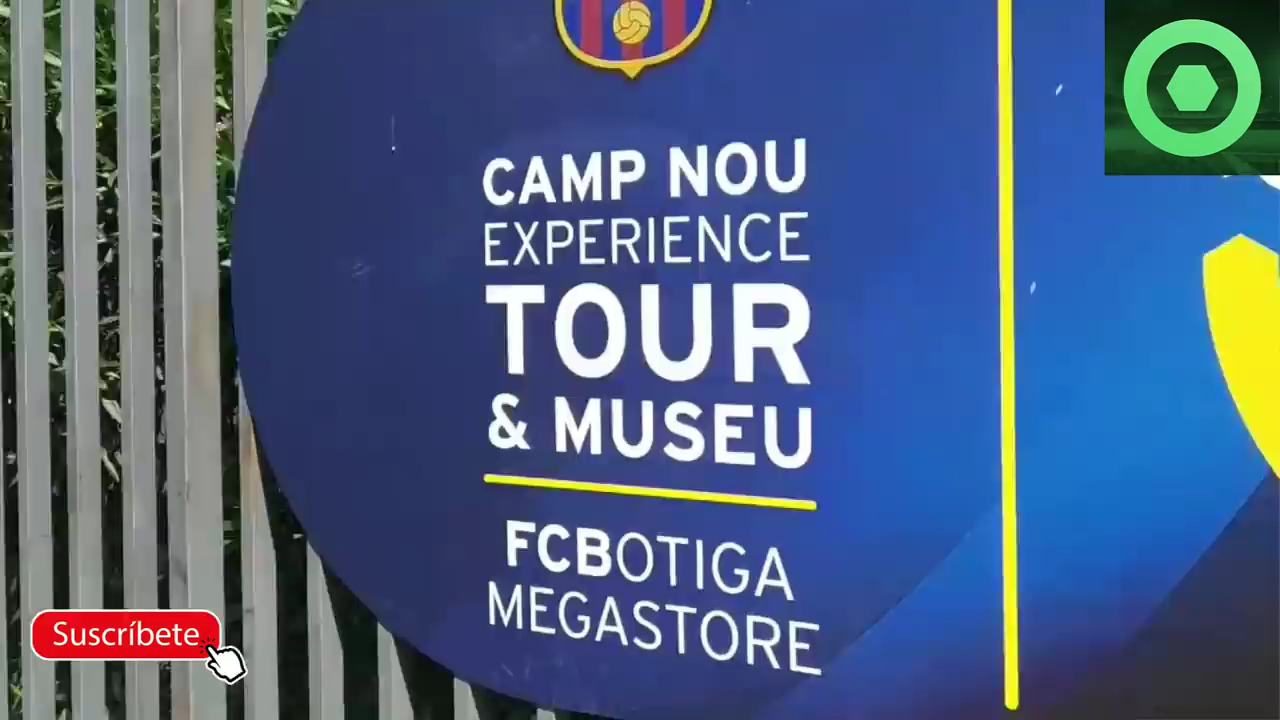 CAMP NOU
EXPERIENCE
TOUR
& MUSEU
FCBOTIGA
MEGASTORE
Suscríbete